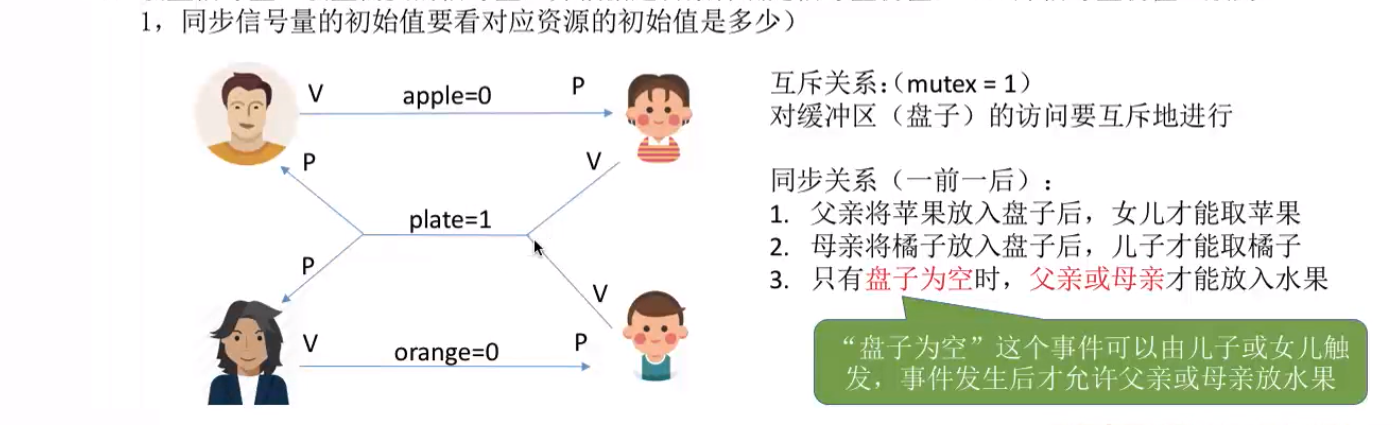 1，同步信号量的初始值要看对应资源的初始值是多少）
V apple=0 P
P V
plate=1
P V
V orange=0 P
互斥关系：（mutex = 1）
对缓冲区（盘子）的访问要互斥地进行
同步关系（一前一后）：
1. 父亲将苹果放入盘子后，女儿才能取苹果
2. 母亲将橘子放入盘子后，儿子才能取橘子
3. 只有盘子为空时，父亲或母亲才能放入水果
“盘子为空”这个事件可以由儿子或女儿触
发，事件发生后才允许父亲或母亲放水果